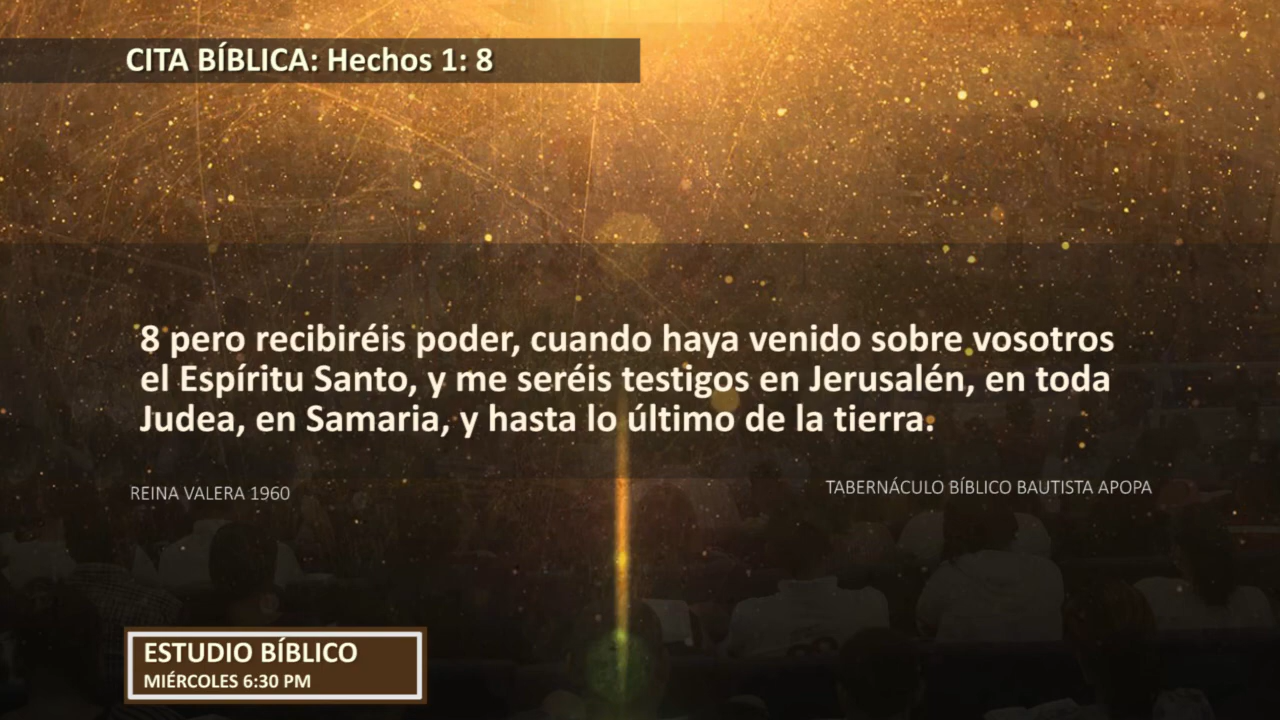 CITA BÍBLICA: Hechos 1: 8
8 pero recibiréis poder, cuando haya venido sobre vosotros
el Espíritu Santo, y me seréis testigos en Jerusalén, en toda
Judea, en Samaria, y hasta lo último de la tierra.
REINA VALERA 1960
TABERNÁCULO BÍBLICO BAUTISTA APOPA
ESTUDIO BÍBLICO
MIÉRCOLES 6:30 PM